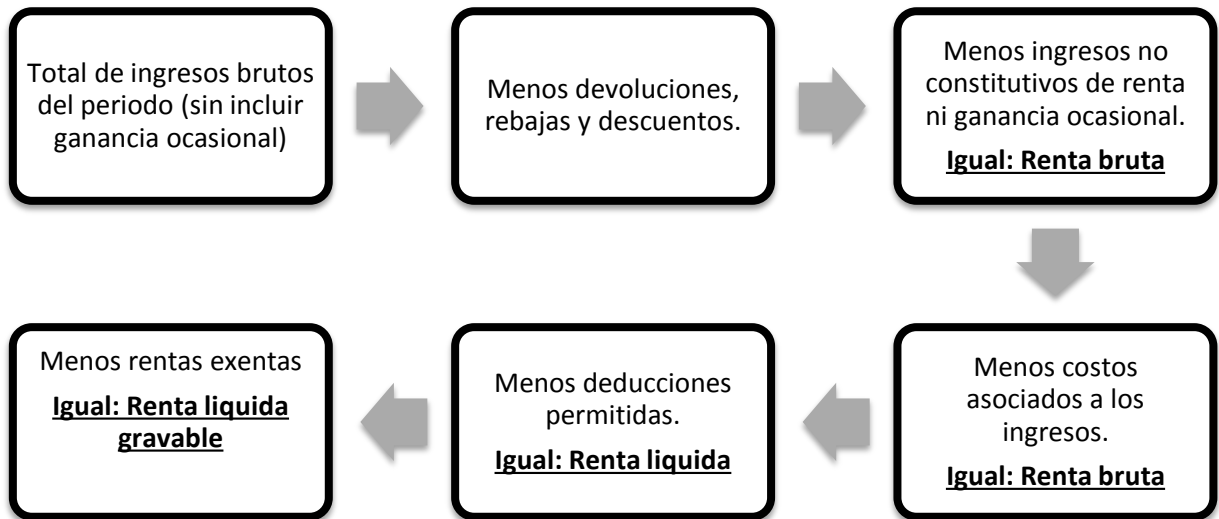 Total de ingresos brutos
del periodo (sin incluir
ganancia ocasional)
Menos devoluciones,
rebajas y descuentos.
Menos ingresos no
constitutivos de renta
ni ganancia ocasional.
Igual: Renta bruta
Menos costos
asociados a los
ingresos.
Igual: Renta bruta
Menos deducciones
permitidas.
Igual: Renta liquida
Menos rentas exentas
Igual: Renta liquida
gravable